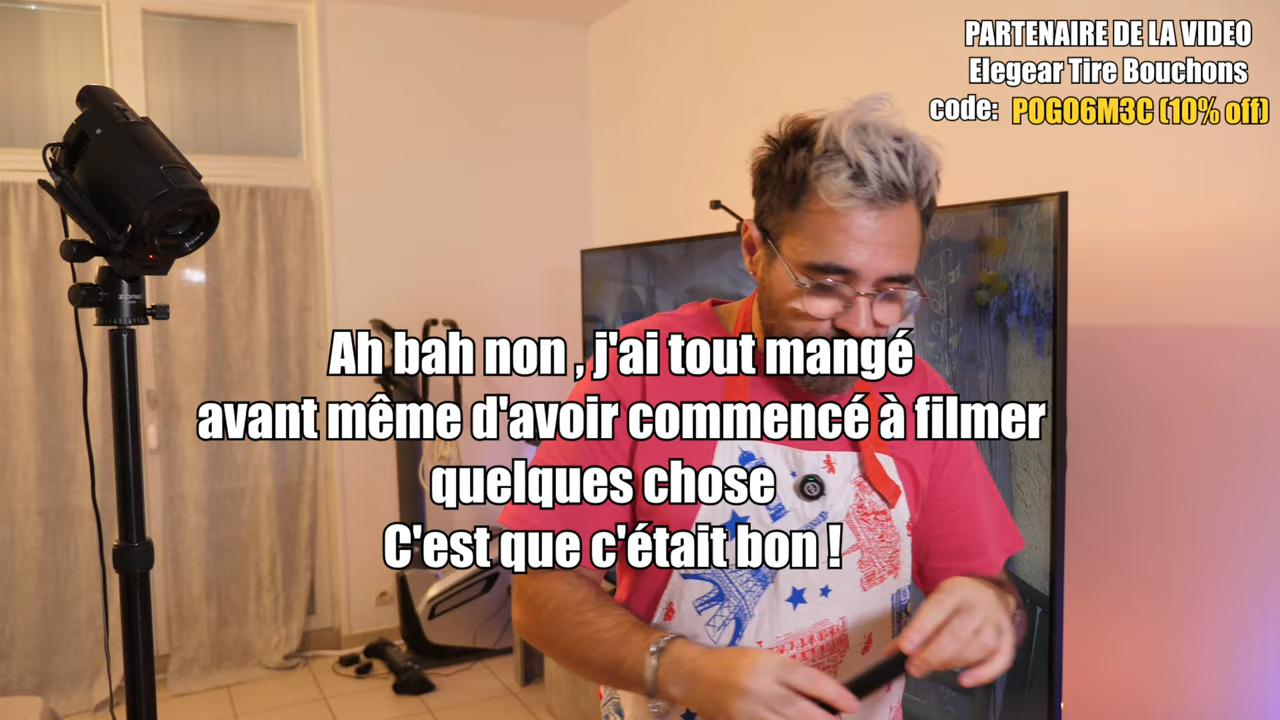 PARTENAIRE DE LA VIDEO
Elegear Tire Bouchons
code: POGO6M3C (10% off)
Ah bah non , j'ai tout mangé
avant même d'avoir commencé à filmer
quelques chose
C'est que c'était bon !